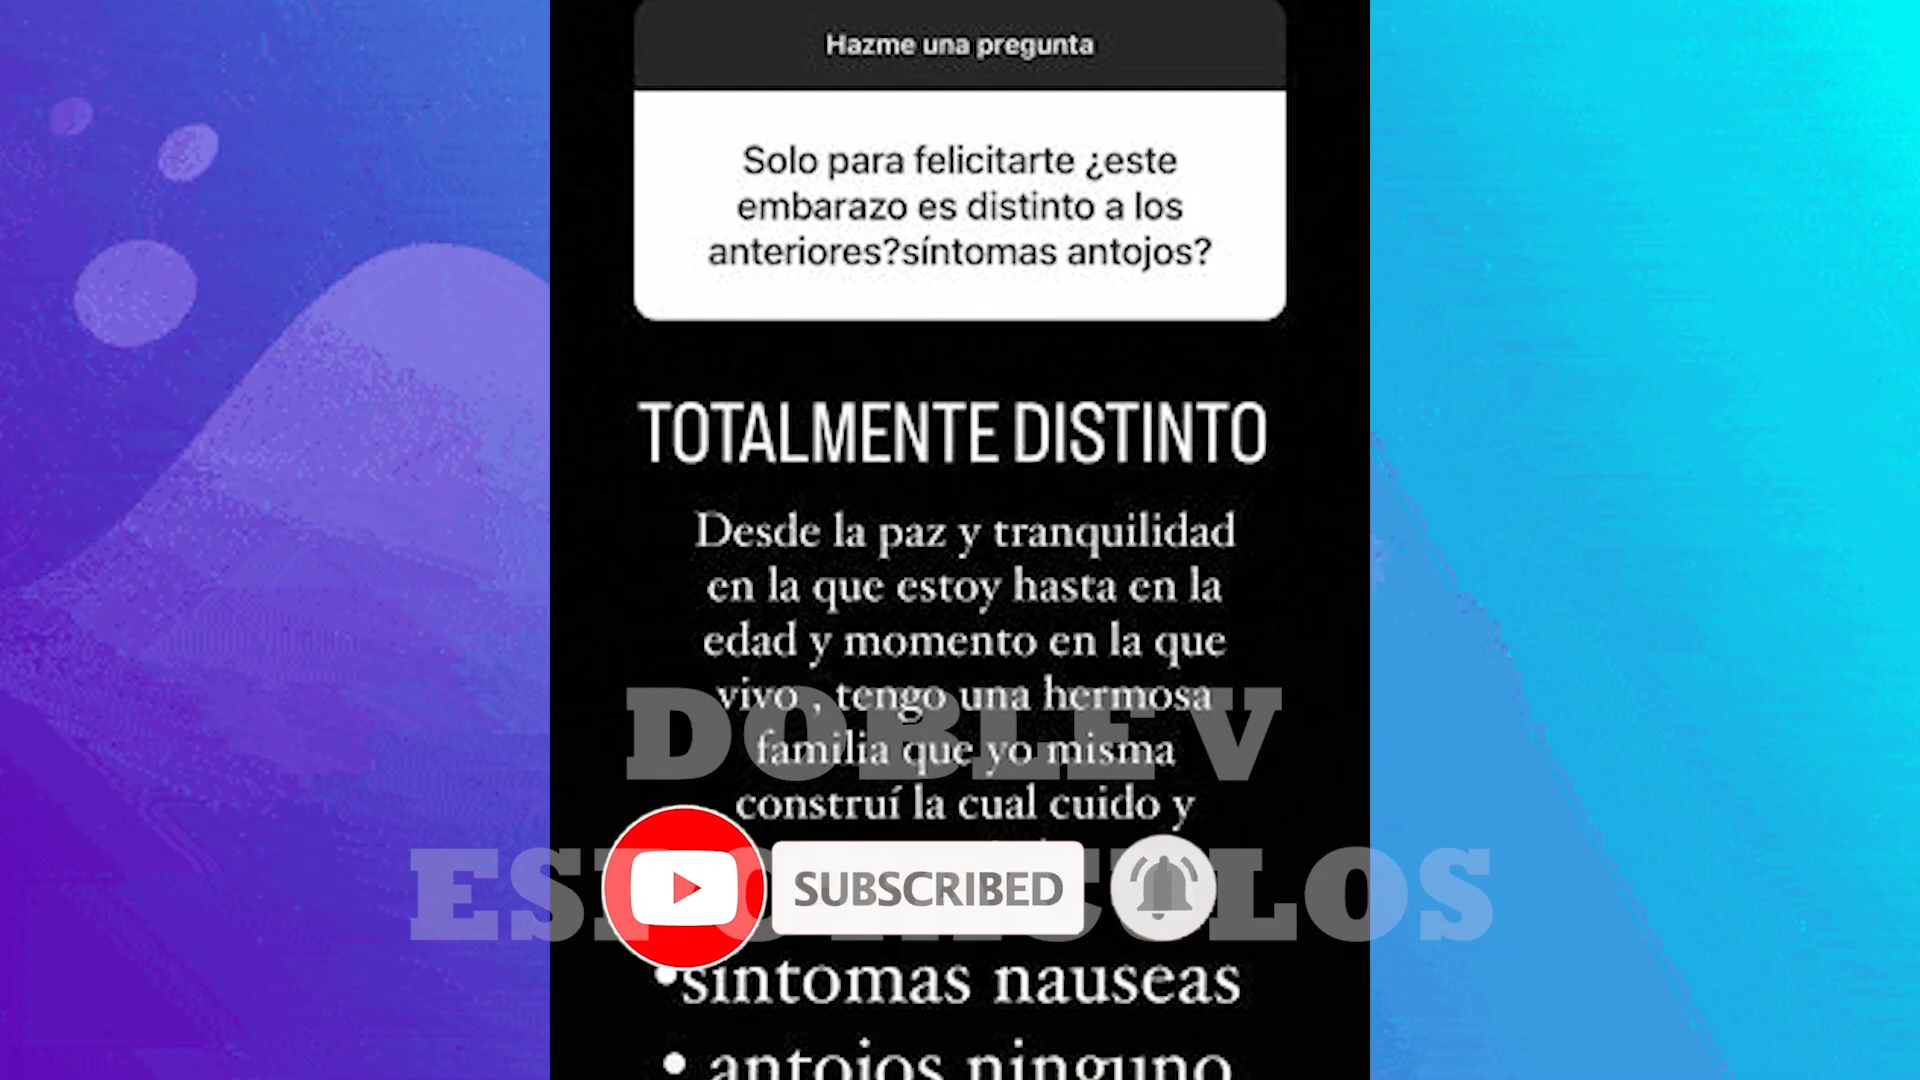 Hazme una pregunta
Solo para felicitarte ¿este
embarazo es distinto a los
anteriores?síntomas antojos?
TOTALMENTE DISTINTO
Desde la paz y tranquilidad
en la que estoy hasta en la
edad y momento en la que
vivo , tengo una hermosa
familia que yo misma
construí la cual cuido y
DOBLE V
SUBSCRIBED
•síntomas nauseas
• antojos ninguno